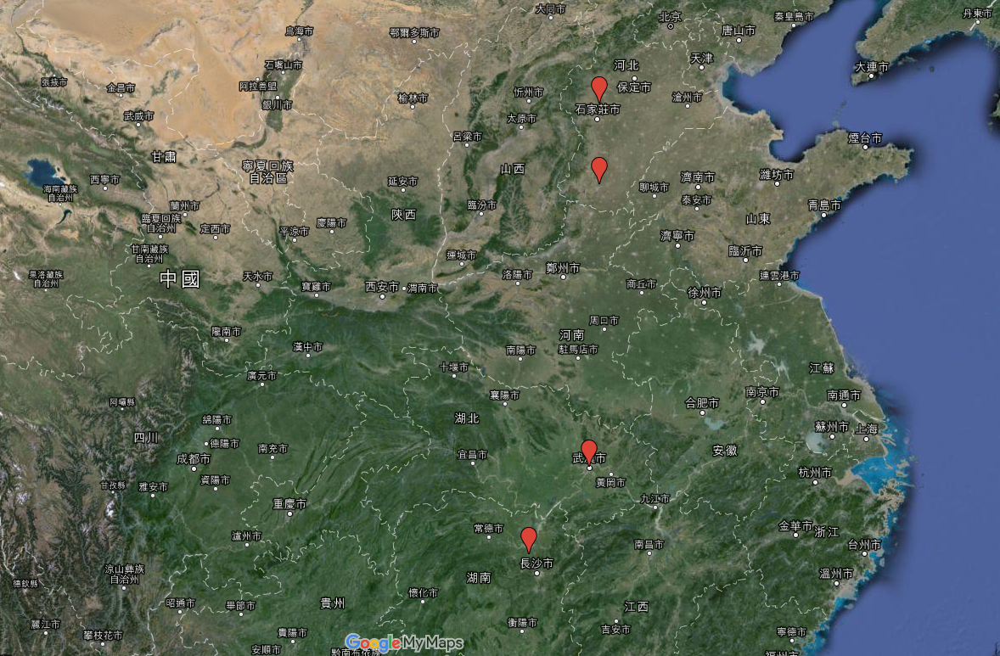 大同市
北京
秦皇島市
丹東市
烏海市
鄂爾多斯市
唐山市
石嘴山市
河北
天津
大連市
張掖市
金昌市
阿拉善盟
忻州市
保定市
滄州市
武威市
銀川市
榆林市
太原市
石家莊市
呂梁市
煙台市
甘肅
寧夏回族
自治區
山西
濰坊市
西寧市
延安市
聊城市
濟南市
海南藏族
自治州
蘭州市
臨汾市
泰安市
青島市
臨夏回族
自治州
定西市
平涼市
慶陽市
陝西
山東
濟寧市
甘南藏族
自治州
運城市
臨沂市
果洛藏族
自治州
中國
天水市
寶雞市
西安市
渭南市
洛陽市
鄭州市
商丘市
徐州市
連雲港市
隴南市
漢中市
周口市
河南
南陽市
駐馬店市
廣元市
十堰市
江蘇
阿壩縣
襄陽市
合肥市
南京市
南通市
綿陽市
湖北
四川
德陽市
南充市
蘇州市
上海
成都市
宜昌市
安徽
甘孜縣
雅安市
資陽市
黃岡市
杭州市
重慶市
九江市
瀘州市
常德市
南昌市
金華市
浙江
台州市
涼山彝族
自治州
長沙市
湖南
溫州市
德欽縣
昭通市
畢節市
貴州
懷化市
江西
麗江市
攀枝花市
貴陽市
衡陽市
吉安市
寧德市
安順市
Google My Maps